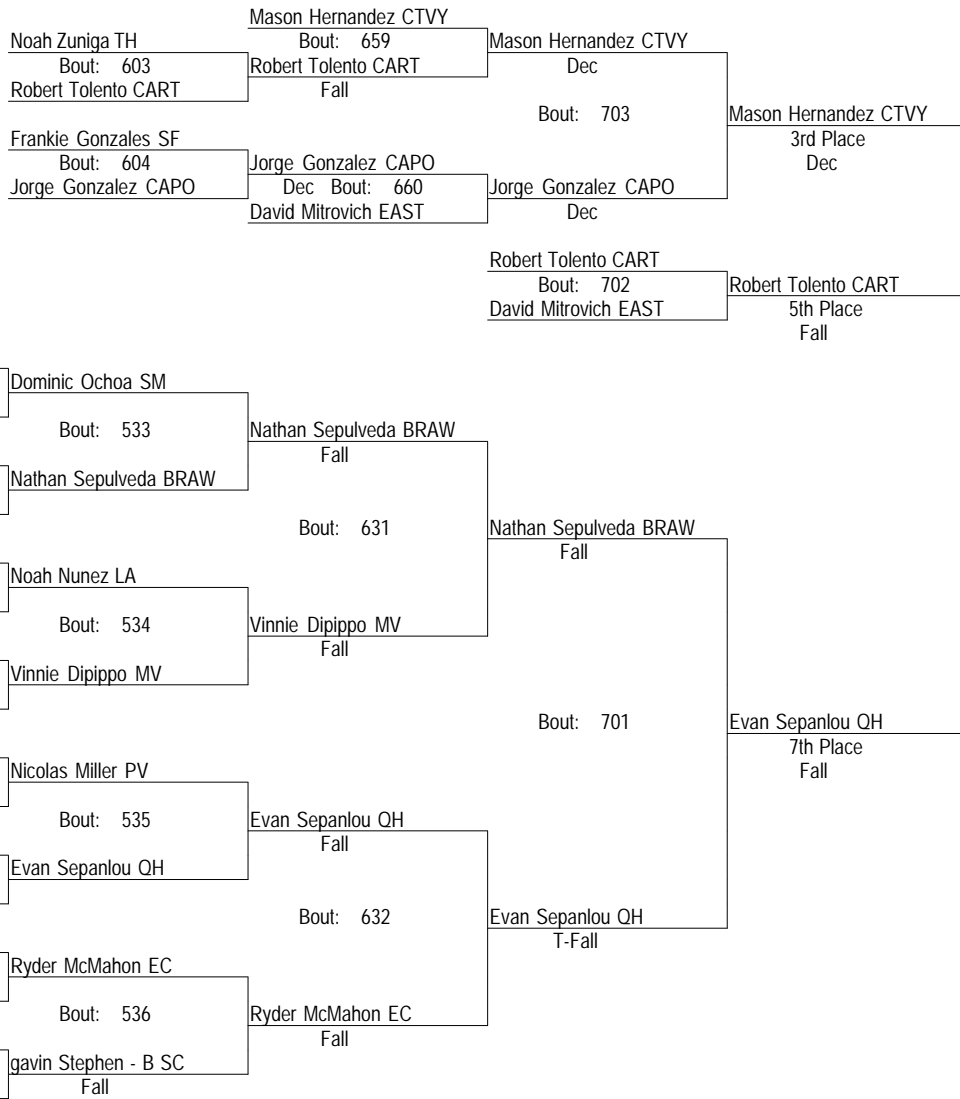 Mason Hernandez CTVY
Noah Zuniga TH
Bout: 659
Mason Hernandez CTVY
Bout: 603
Robert Tolento CART
Dec
Robert Tolento CART
Fall
Bout: 703
Mason Hernandez CTVY
Frankie Gonzales SF
3rd Place
Bout: 604
Jorge Gonzalez CAPO
Dec
Jorge Gonzalez CAPO
Dec Bout: 660
Jorge Gonzalez CAPO
David Mitrovich EAST
Dec
Robert Tolento CART
Bout: 702
Robert Tolento CART
David Mitrovich EAST
5th Place
Fall
Dominic Ochoa SM
Bout: 533
Nathan Sepulveda BRAW
Fall
Nathan Sepulveda BRAW
Bout: 631
Nathan Sepulveda BRAW
Fall
Noah Nunez LA
Bout: 534
Vinnie Dipippo MV
Fall
Vinnie Dipippo MV
Bout: 701
Evan Sepanlou QH
7th Place
Fall
Nicolas Miller PV
Bout: 535
Evan Sepanlou QH
Fall
Evan Sepanlou QH
Bout: 632
Evan Sepanlou QH
T-Fall
Ryder McMahon EC
Bout: 536
Ryder McMahon EC
Fall
gavin Stephen - B SC
Fall